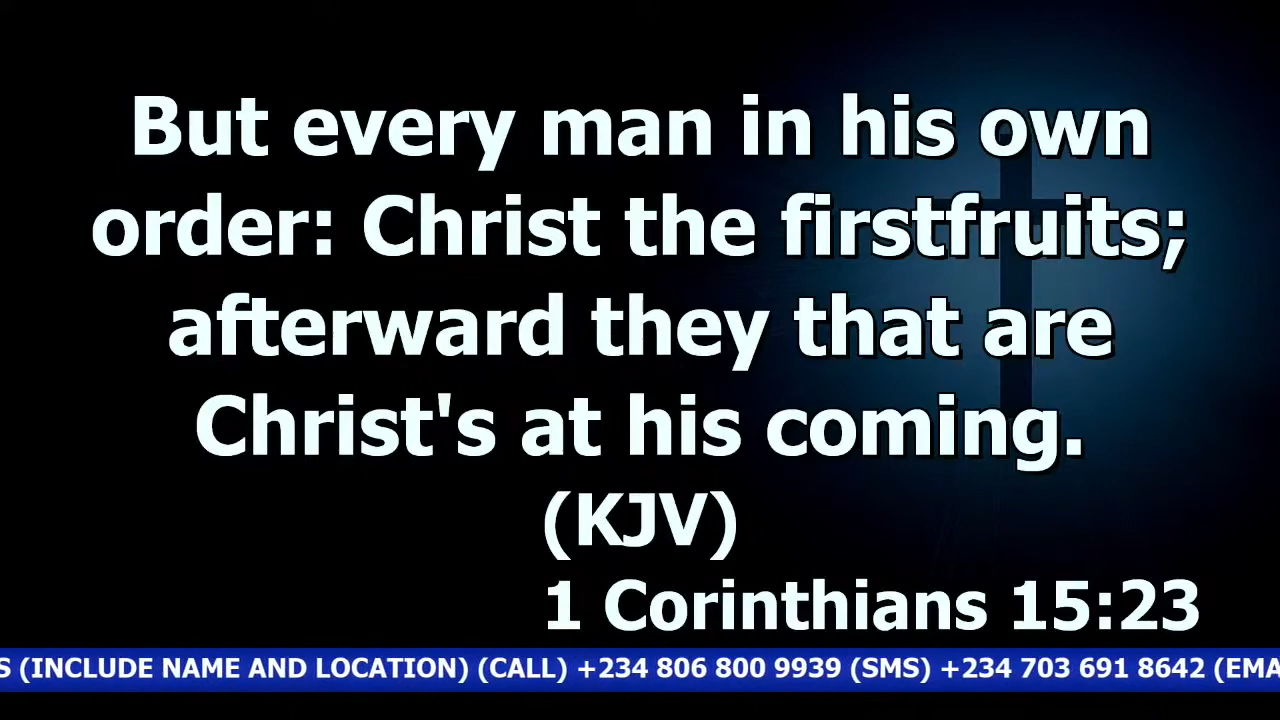 But every man in his own
order: Christ the firstfruits;
afterward they that are
Christ's at his coming.
(KJV)
1 Corinthians 15:23
(INCLUDE NAME AND LOCATION) (CALL) +234 806 800 9939 (SMS) +234 703 691 8642